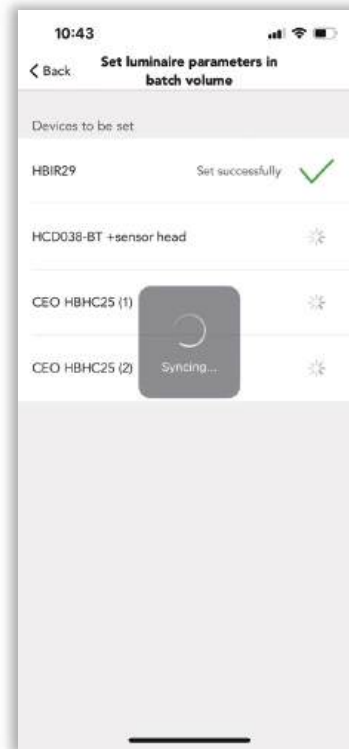 10:43
Back
Set luminaire parameters in
batch volume
Devices to be set
HBIR29 Set successfully
HCD038-BT +sensor head
CEO HBHC25 (1)
CEO HBHC25 (2)
Syncing...